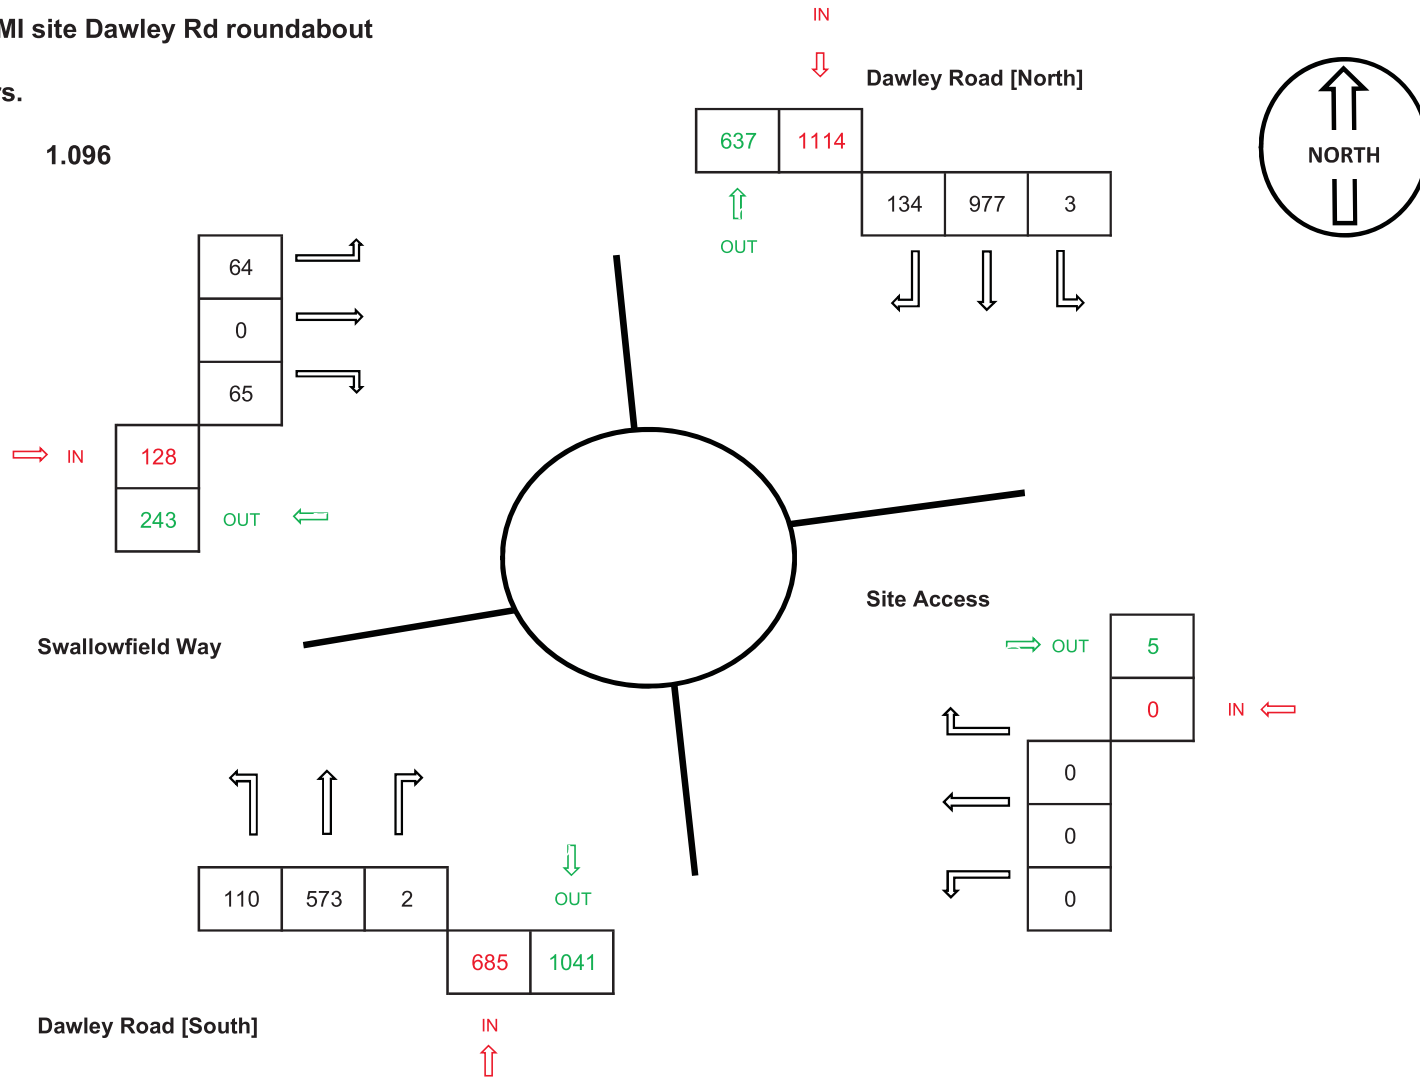 MI site Dawley Rd roundabout
IN
Dawley Road [North]
s.
1.096
637 1114
NORTH
134 977 3
OUT
64
0
65
IN 128
243 OUT
Site Access
Swallowfield Way
OUT 5
0 IN
0
0
0
110 573 2
OUT
685 1041
Dawley Road [South]
IN